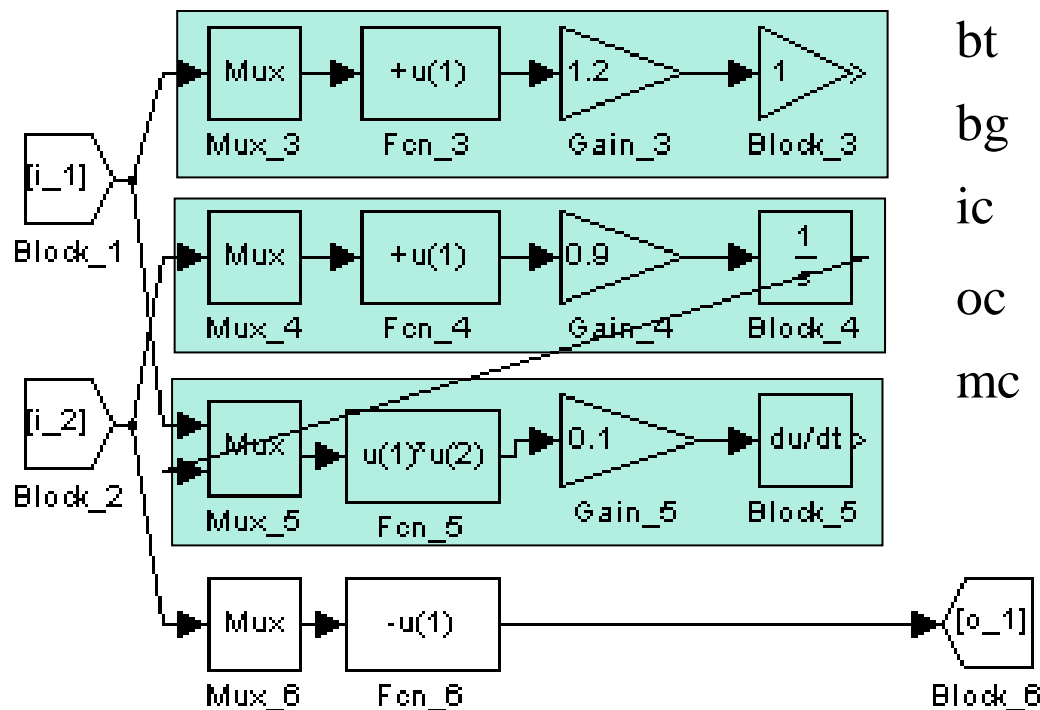 Mux +u(1) 1.2 1
Mux_3 Fcn_3 Gain_3 Block_3
[i_1]
Block_1
Mux +u(1) 0.9 1
s
Mux_4 Fcn_4 Gain_4 Block_4
[i_2]
Block_2
Mux u(1)*u(2) 0.1 du/dt
Mux_5 Fcn_5 Gain_5 Block_5
Mux -u(1) [o_1]
Mux_6 Fcn_6 Block_6
bt
bg
ic
oc
mc